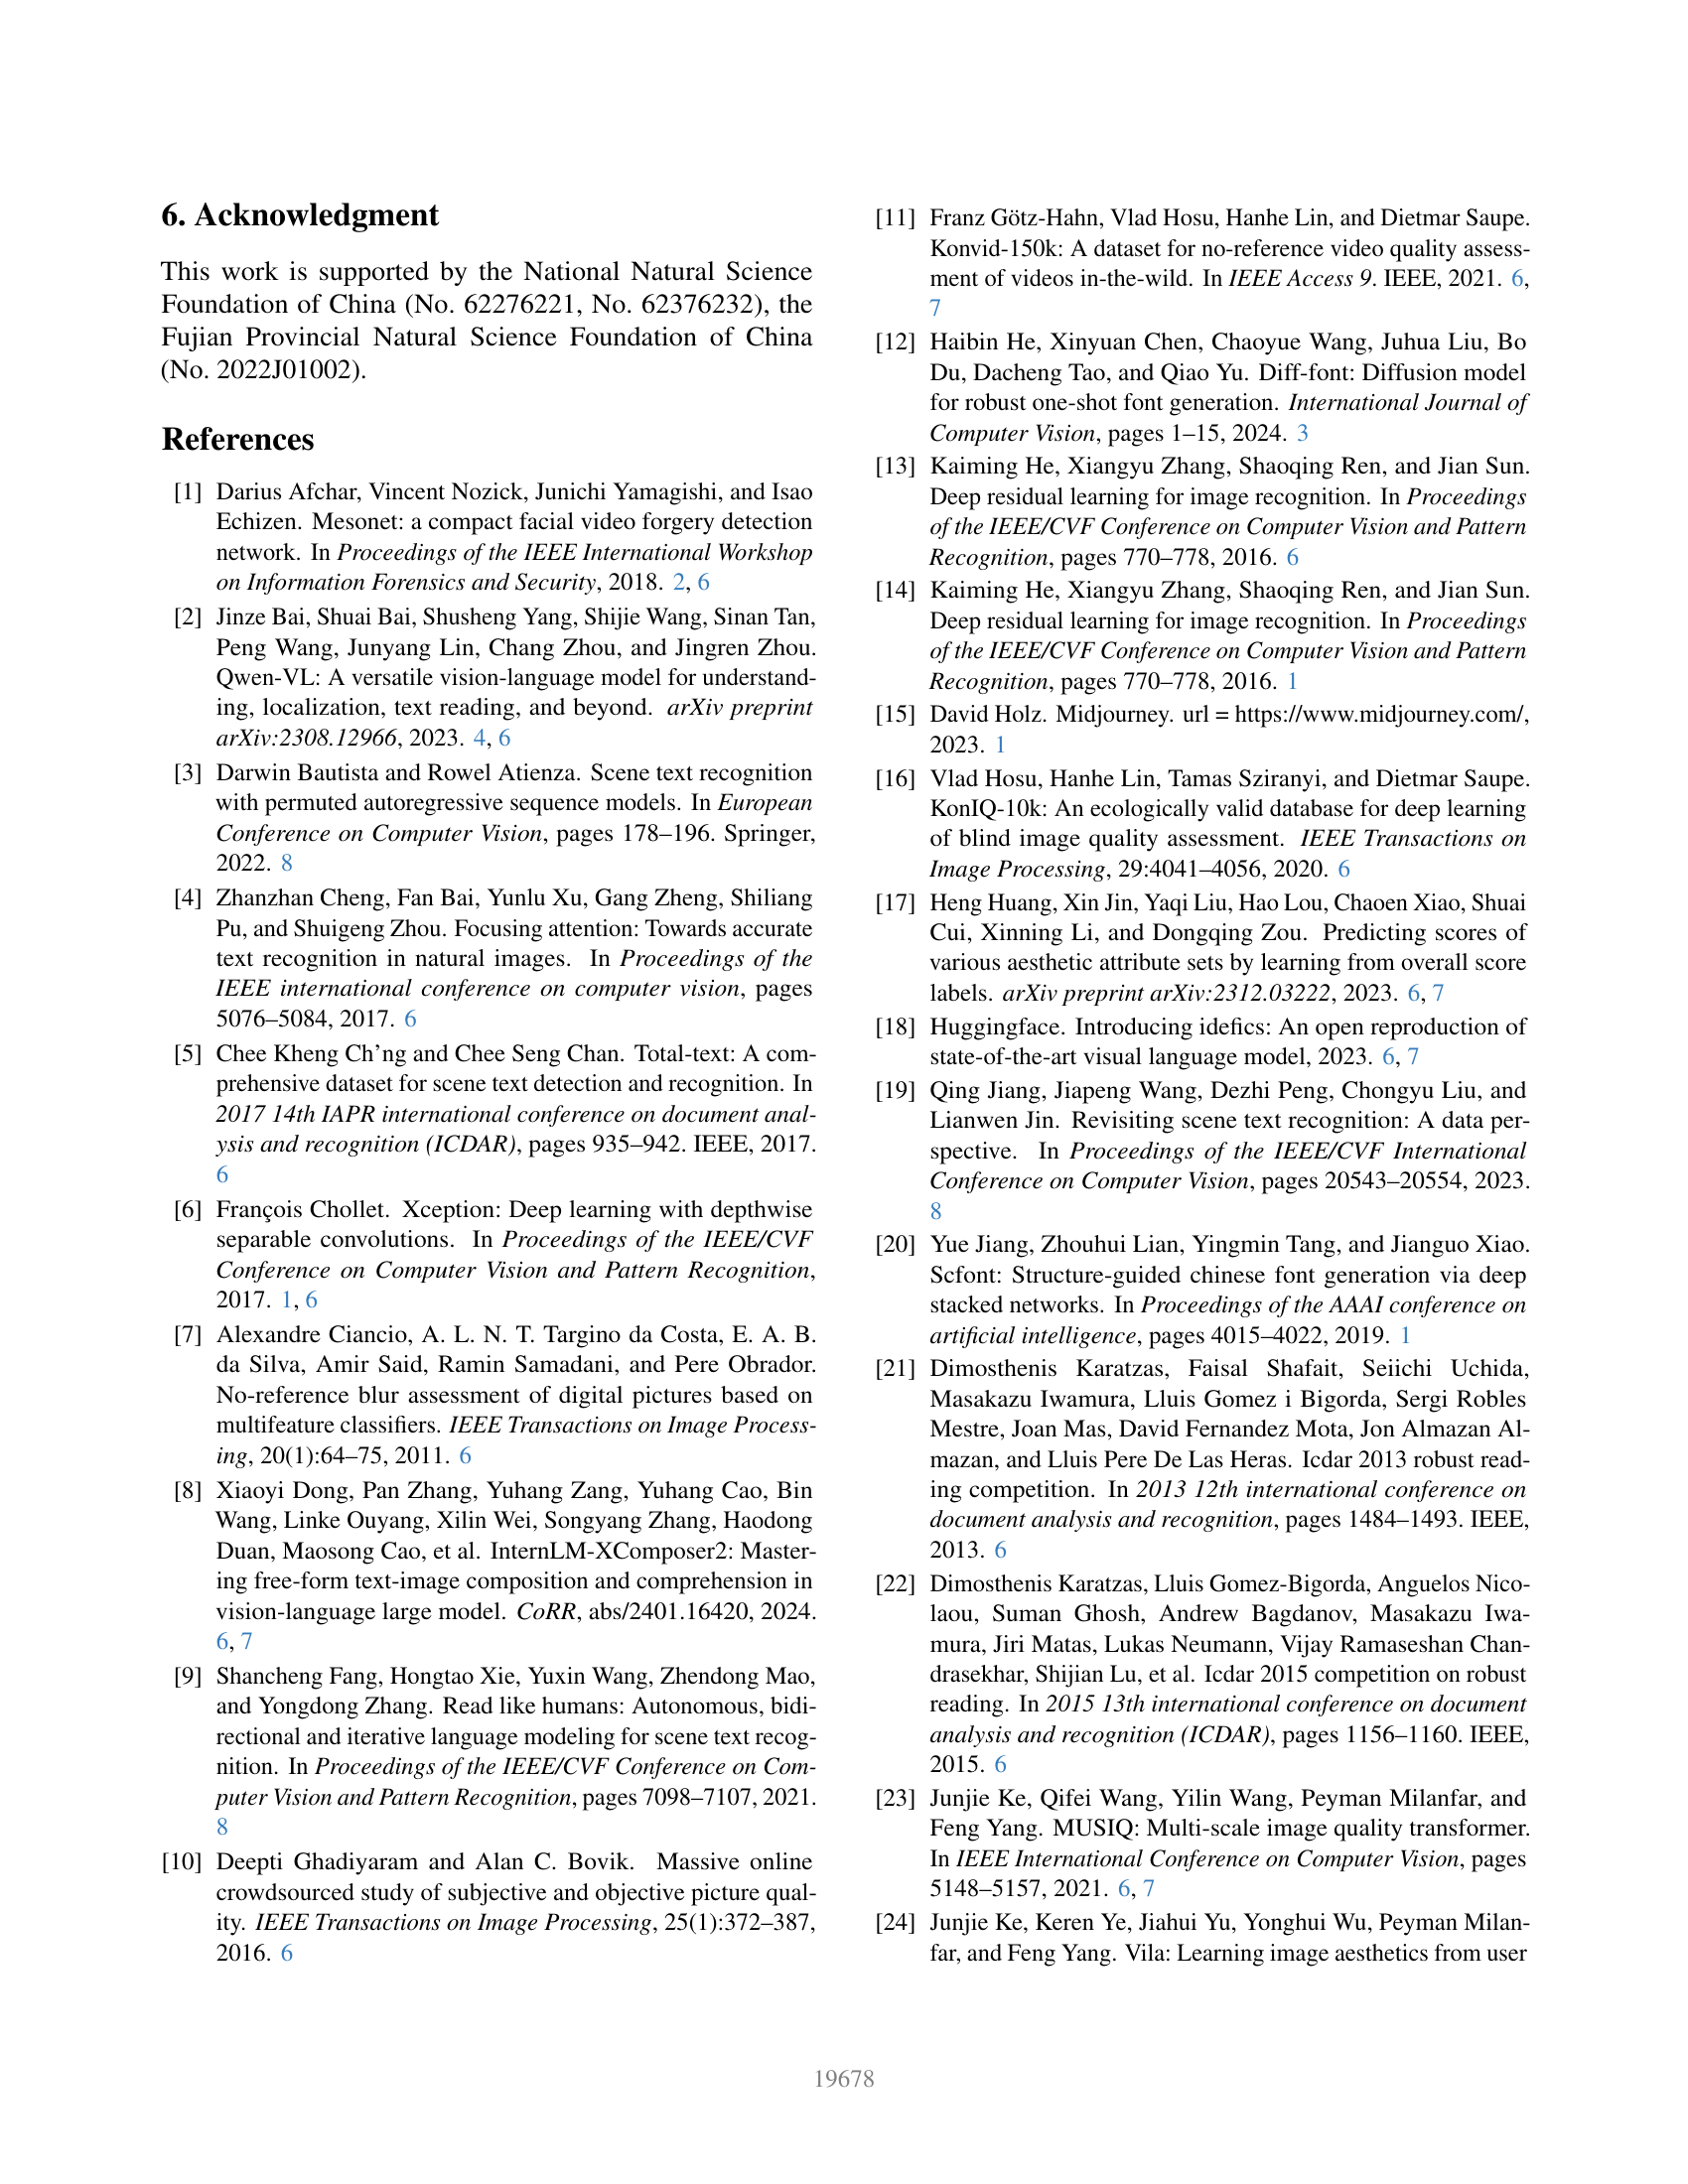 6. Acknowledgment
This work is supported by the National Natural Science
Foundation of China (No. 62276221, No. 62376232), the
Fujian Provincial Natural Science Foundation of China
(No. 2022J01002).
References
[1] Darius Afchar, Vincent Nozick, Junichi Yamagishi, and Isao
Echizen. Mesonet: a compact facial video forgery detection
network. In Proceedings of the IEEE International Workshop
on Information Forensics and Security, 2018. 2, 6
[2] Jinze Bai, Shuai Bai, Shusheng Yang, Shijie Wang, Sinan Tan,
Peng Wang, Junyang Lin, Chang Zhou, and Jingren Zhou.
Qwen-VL: A versatile vision-language model for understand-
ing, localization, text reading, and beyond. arXiv preprint
arXiv:2308.12966, 2023. 4, 6
[3] Darwin Bautista and Rowel Atienza. Scene text recognition
with permuted autoregressive sequence models. In European
Conference on Computer Vision, pages 178–196. Springer,
2022. 8
[4] Zhanzhan Cheng, Fan Bai, Yunlu Xu, Gang Zheng, Shiliang
Pu, and Shuigeng Zhou. Focusing attention: Towards accurate
text recognition in natural images. In Proceedings of the
IEEE international conference on computer vision, pages
5076–5084, 2017. 6
[5] Chee Kheng Ch'ng and Chee Seng Chan. Total-text: A com-
prehensive dataset for scene text detection and recognition. In
2017 14th IAPR international conference on document anal-
ysis and recognition (ICDAR), pages 935–942. IEEE, 2017.
6
[6] François Chollet. Xception: Deep learning with depthwise
separable convolutions. In Proceedings of the IEEE/CVF
Conference on Computer Vision and Pattern Recognition,
2017. 1, 6
[7] Alexandre Ciancio, A. L. N. T. Targino da Costa, E. A. B.
da Silva, Amir Said, Ramin Samadani, and Pere Obrador.
No-reference blur assessment of digital pictures based on
multifeature classifiers. IEEE Transactions on Image Process-
ing, 20(1):64–75, 2011. 6
[8] Xiaoyi Dong, Pan Zhang, Yuhang Zang, Yuhang Cao, Bin
Wang, Linke Ouyang, Xilin Wei, Songyang Zhang, Haodong
Duan, Maosong Cao, et al. InternLM-XComposer2: Master-
ing free-form text-image composition and comprehension in
vision-language large model. CoRR, abs/2401.16420, 2024.
6, 7
[9] Shancheng Fang, Hongtao Xie, Yuxin Wang, Zhendong Mao,
and Yongdong Zhang. Read like humans: Autonomous, bidi-
rectional and iterative language modeling for scene text recog-
nition. In Proceedings of the IEEE/CVF Conference on Com-
puter Vision and Pattern Recognition, pages 7098–7107, 2021.
8
[10] Deepti Ghadiyaram and Alan C. Bovik. Massive online
crowdsourced study of subjective and objective picture qual-
ity. IEEE Transactions on Image Processing, 25(1):372–387,
2016. 6
[11] Franz Götz-Hahn, Vlad Hosu, Hanhe Lin, and Dietmar Saupe.
Konvid-150k: A dataset for no-reference video quality assess-
ment of videos in-the-wild. In IEEE Access 9. IEEE, 2021. 6,
7
[12] Haibin He, Xinyuan Chen, Chaoyue Wang, Juhua Liu, Bo
Du, Dacheng Tao, and Qiao Yu. Diff-font: Diffusion model
for robust one-shot font generation. International Journal of
Computer Vision, pages 1–15, 2024. 3
[13] Kaiming He, Xiangyu Zhang, Shaoqing Ren, and Jian Sun.
Deep residual learning for image recognition. In Proceedings
of the IEEE/CVF Conference on Computer Vision and Pattern
Recognition, pages 770–778, 2016. 6
[14] Kaiming He, Xiangyu Zhang, Shaoqing Ren, and Jian Sun.
Deep residual learning for image recognition. In Proceedings
of the IEEE/CVF Conference on Computer Vision and Pattern
Recognition, pages 770–778, 2016. 1
[15] David Holz. Midjourney. url = https://www.midjourney.com/,
2023. 1
[16] Vlad Hosu, Hanhe Lin, Tamas Sziranyi, and Dietmar Saupe.
KonIQ-10k: An ecologically valid database for deep learning
of blind image quality assessment. IEEE Transactions on
Image Processing, 29:4041–4056, 2020. 6
[17] Heng Huang, Xin Jin, Yaqi Liu, Hao Lou, Chaoen Xiao, Shuai
Cui, Xinning Li, and Dongqing Zou. Predicting scores of
various aesthetic attribute sets by learning from overall score
labels. arXiv preprint arXiv:2312.03222, 2023. 6, 7
[18] Huggingface. Introducing idefics: An open reproduction of
state-of-the-art visual language model, 2023. 6, 7
[19] Qing Jiang, Jiapeng Wang, Dezhi Peng, Chongyu Liu, and
Lianwen Jin. Revisiting scene text recognition: A data per-
spective. In Proceedings of the IEEE/CVF International
Conference on Computer Vision, pages 20543–20554, 2023.
8
[20] Yue Jiang, Zhouhui Lian, Yingmin Tang, and Jianguo Xiao.
Scfont: Structure-guided chinese font generation via deep
stacked networks. In Proceedings of the AAAI conference on
artificial intelligence, pages 4015–4022, 2019. 1
[21] Dimosthenis Karatzas, Faisal Shafait, Seiichi Uchida,
Masakazu Iwamura, Lluis Gomez i Bigorda, Sergi Robles
Mestre, Joan Mas, David Fernandez Mota, Jon Almazan Al-
mazan, and Lluis Pere De Las Heras. Icdar 2013 robust read-
ing competition. In 2013 12th international conference on
document analysis and recognition, pages 1484–1493. IEEE,
2013. 6
[22] Dimosthenis Karatzas, Lluis Gomez-Bigorda, Anguelos Nico-
laou, Suman Ghosh, Andrew Bagdanov, Masakazu Iwa-
mura, Jiri Matas, Lukas Neumann, Vijay Ramaseshan Chan-
drasekhar, Shijian Lu, et al. Icdar 2015 competition on robust
reading. In 2015 13th international conference on document
analysis and recognition (ICDAR), pages 1156–1160. IEEE,
2015. 6
[23] Junjie Ke, Qifei Wang, Yilin Wang, Peyman Milanfar, and
Feng Yang. MUSIQ: Multi-scale image quality transformer.
In IEEE International Conference on Computer Vision, pages
5148–5157, 2021. 6, 7
[24] Junjie Ke, Keren Ye, Jiahui Yu, Yonghui Wu, Peyman Milan-
far, and Feng Yang. Vila: Learning image aesthetics from user
19678